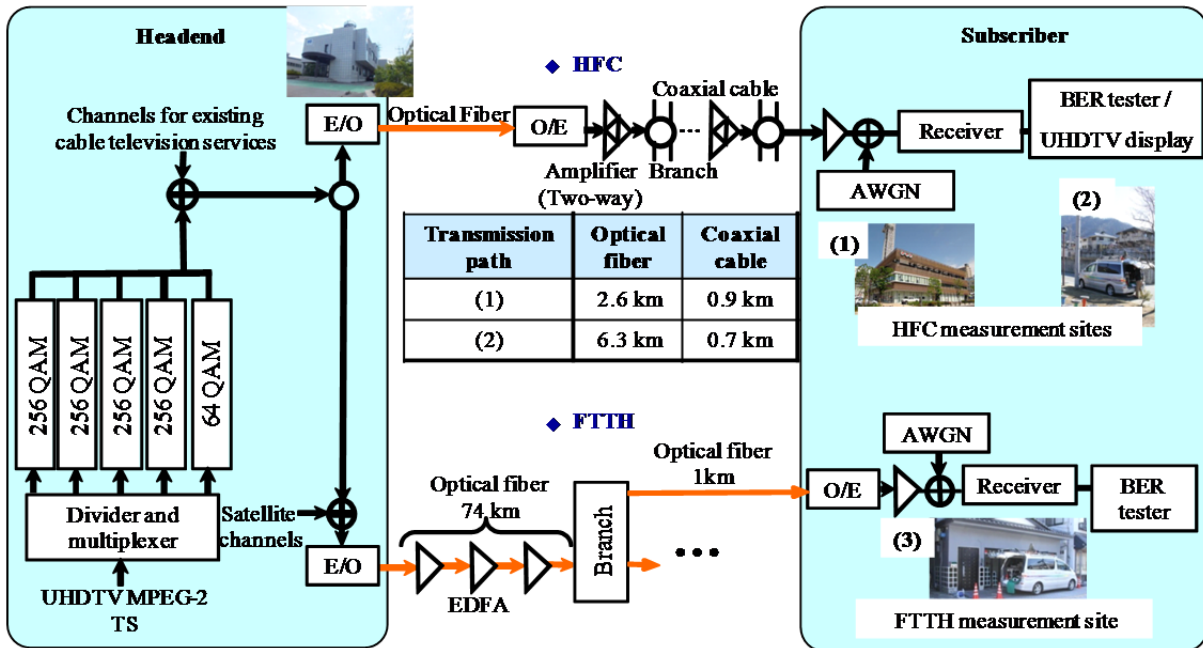 Headend
Channels for existing
cable television services
E/O
256 QAM
256 QAM
256 QAM
256 QAM
64 QAM
Divider and
multiplexer
UHDTV MPEG-2
TS
Satellite
channels
E/O
◆ HFC
Optical Fiber
O/E
Coaxial cable
Amplifier
(Two-way)
Branch
Transmission path | Optical fiber | Coaxial cable
(1) | 2.6 km | 0.9 km
(2) | 6.3 km | 0.7 km
◆ FTTH
Optical fiber
74 km
EDFA
Branch
Optical fiber
1km
Subscriber
Receiver
BER tester /
UHDTV display
AWGN
(1)
(2)
HFC measurement sites
AWGN
O/E
Receiver
BER
tester
(3)
FTTH measurement site